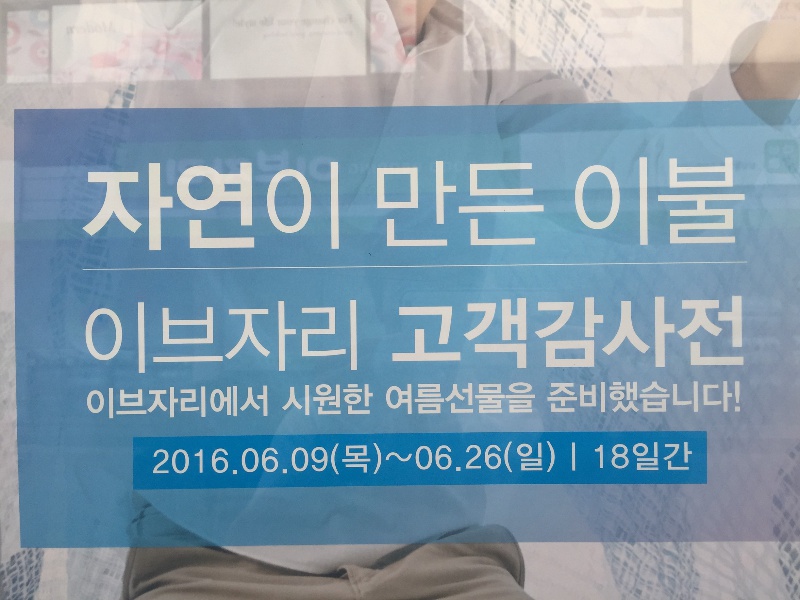 자연이 만든 이불
이브자리 고객감사전
이브자리에서 시원한 여름선물을 준비했습니다!
2016.06.09(목)~06.26(일) | 18일간